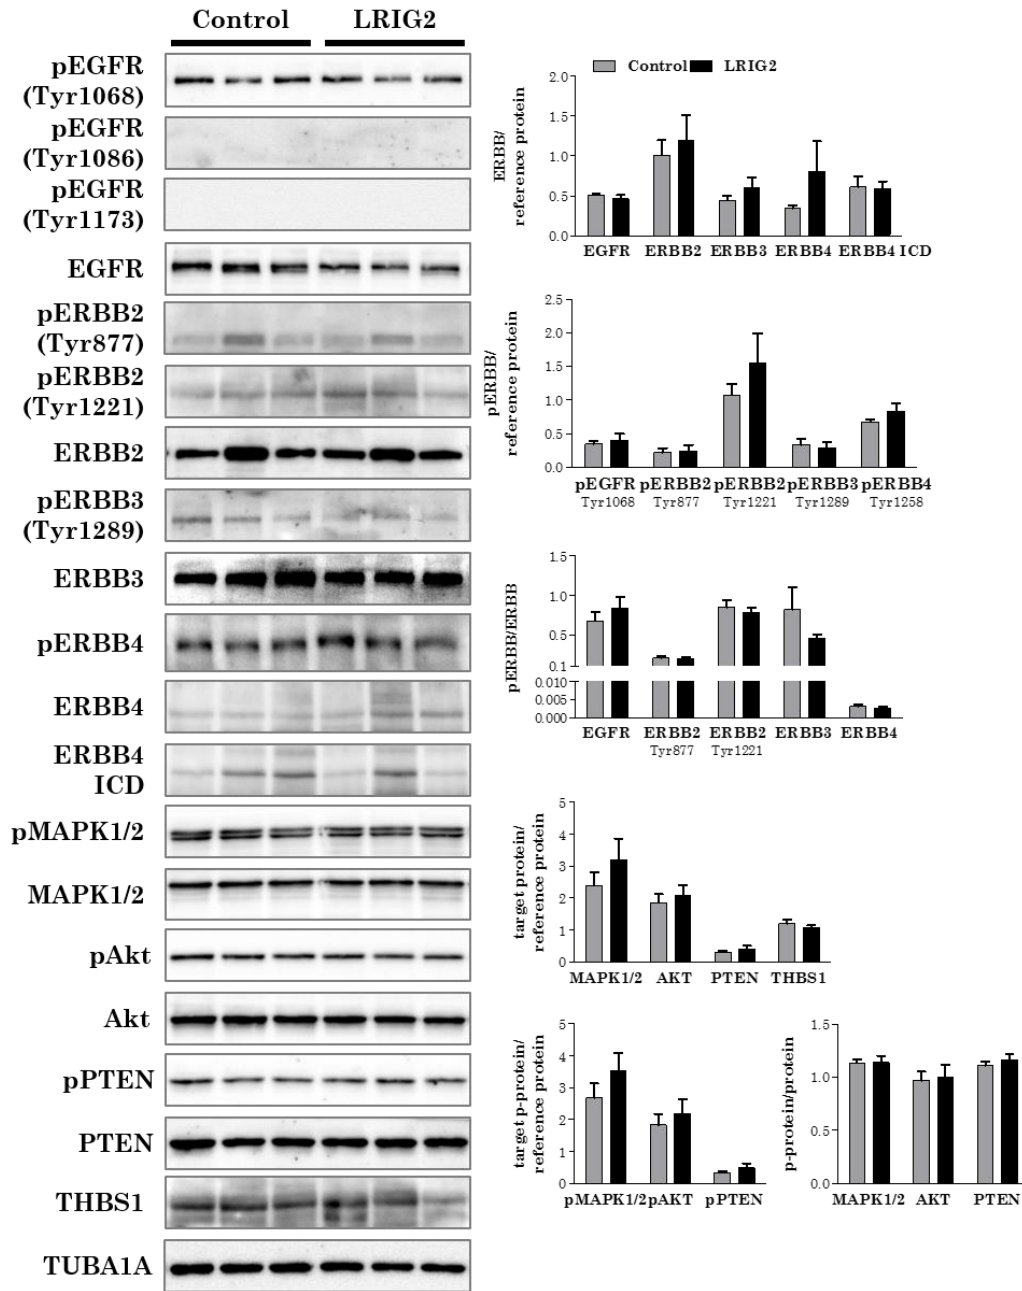 Control LRIG2
pEGFR
(Tyr1068)
pEGFR
(Tyr1086)
pEGFR
(Tyr1173)
EGFR
pERBB2
(Tyr877)
pERBB2
(Tyr1221)
ERBB2
pERBB3
(Tyr1289)
ERBB3
pERBB4
ERBB4
ERBB4
ICD
pMAPK1/2
MAPK1/2
pAkt
Akt
pPTEN
PTEN
THBS1
TUBA1A
Control LRIG2
ERBB/
reference protein
2.0
1.5
1.0
0.5
0.0
EGFR ERBB2 ERBB3 ERBB4 ERBB4 ICD
pERBB/
reference protein
2.5
2.0
1.5
1.0
0.5
0.0
pEGFR pERBB2 pERBB2 pERBB3 pERBB4
Tyr1068 Tyr877 Tyr1221 Tyr1289 Tyr1258
pERBB/ERBB
1.5
1.0
0.5
0.1
0.010
0.005
0.000
EGFR ERBB2 ERBB2 ERBB3 ERBB4
Tyr877 Tyr1221
target protein/
reference protein
5
4
3
2
1
0
MAPK1/2 AKT PTEN THBS1
target p-protein/
reference protein
5
4
3
2
1
0
pMAPK1/2 pAKT pPTEN
p-protein/protein
1.5
1.0
0.5
0.0
MAPK1/2 AKT PTEN